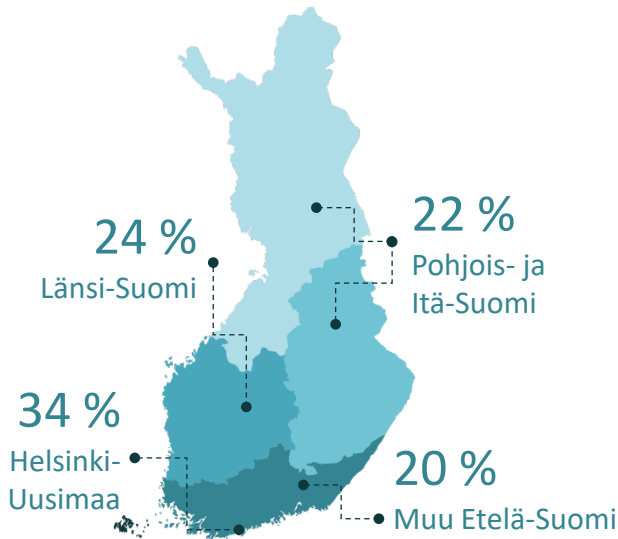 24 %
Länsi-Suomi
22 %
Pohjois- ja
Itä-Suomi
34 %
Helsinki-
Uusimaa
20 %
Muu Etelä-Suomi